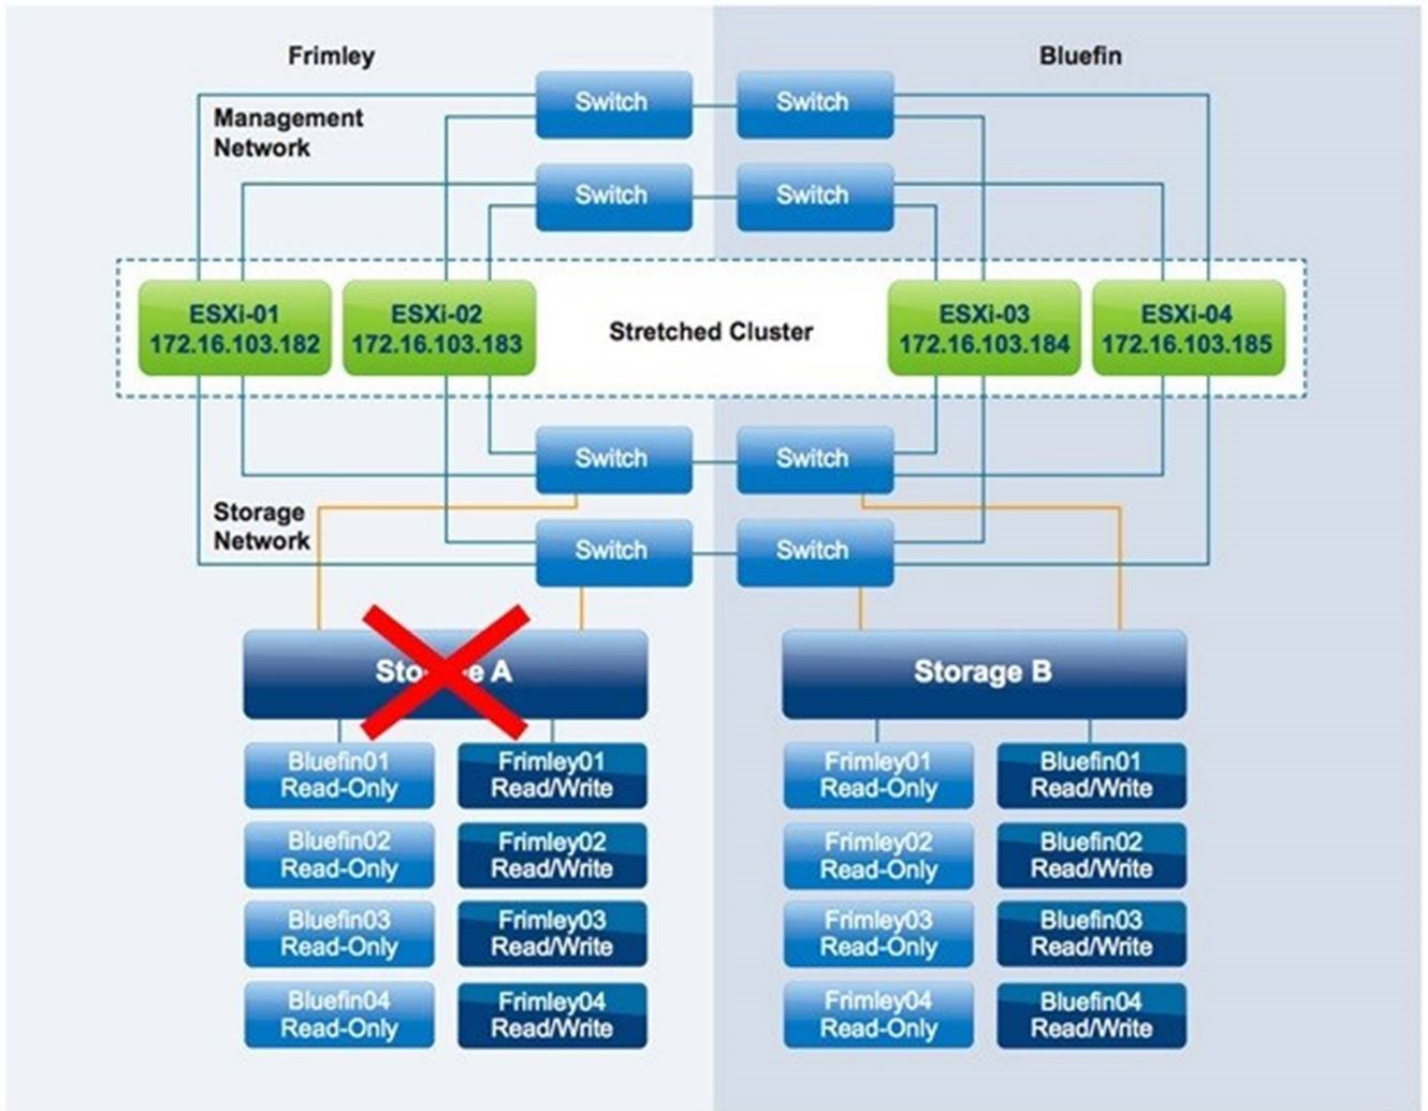 Frimley
Bluefin
Management
Network
Switch
Switch
Switch
Switch
ESXi-01
172.16.103.182
ESXi-02
172.16.103.183
Stretched Cluster
ESXi-03
172.16.103.184
ESXi-04
172.16.103.185
Switch
Switch
Storage
Network
Switch
Switch
A
Storage B
Bluefin01
Read-Only
Frimley01
Read/Write
Frimley01
Read-Only
Bluefin01
Read/Write
Bluefin02
Read-Only
Frimley02
Read/Write
Frimley02
Read-Only
Bluefin02
Read/Write
Bluefin03
Read-Only
Frimley03
Read/Write
Frimley03
Read-Only
Bluefin03
Read/Write
Bluefin04
Read-Only
Frimley04
Read/Write
Frimley04
Read-Only
Bluefin04
Read/Write